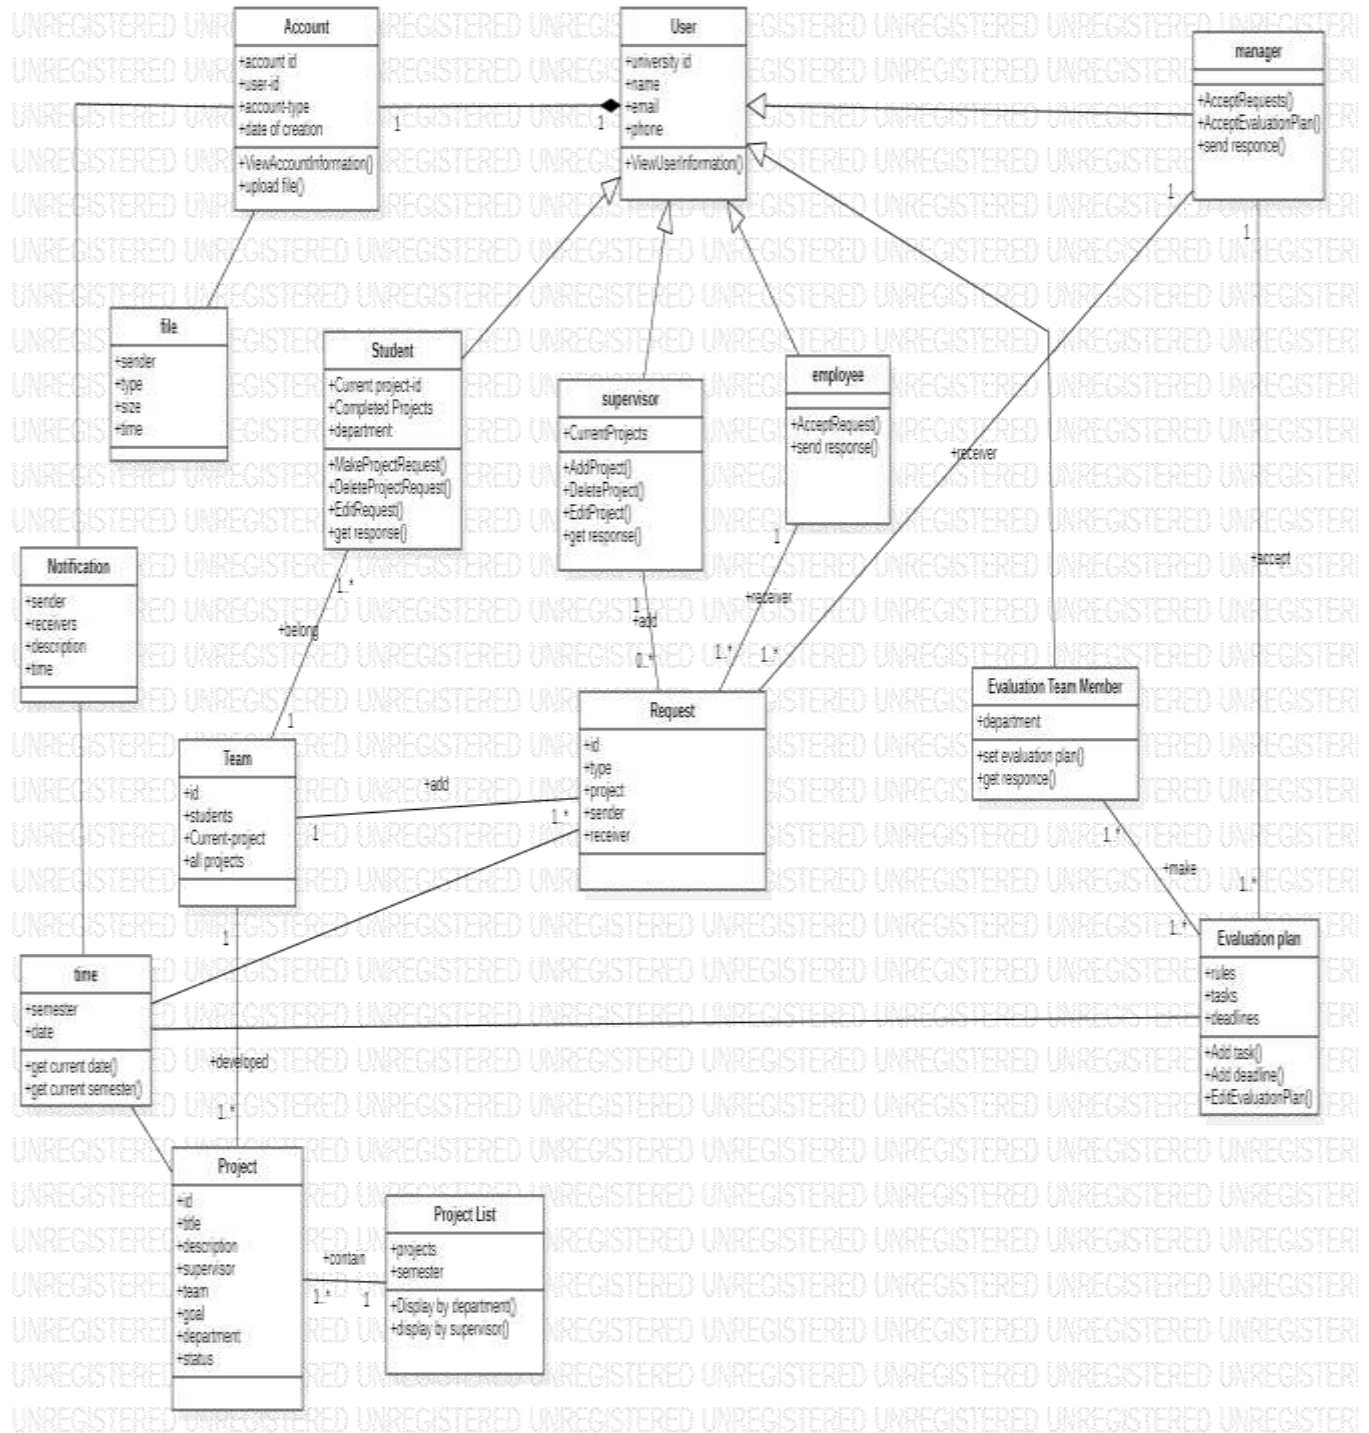 Account
+account id
+user-id
+account-type
+date of creation
+ViewAccountInformation()
+upload file()
1
1
User
+university id
+name
+email
+phone
+ViewUserInformation()
manager
+AcceptRequests()
+AcceptEvaluationPlan()
+send responce()
1
1
file
+sender
+type
+size
+time
Student
+Current project-id
+Completed Projects
+department
+MakeProjectRequest()
+DeleteProjectRequest()
+EditRequest()
+get response()
1..*
+belong
1
supervisor
+CurrentProjects
+AddProject()
+DeleteProject()
+EditProject()
+get response()
1
+add
0..*
employee
+AcceptRequest()
+send response()
1
+receiver
1..*
+receiver
1..*
+accept
1..*
Notification
+sender
+receivers
+description
+time
Team
+id
+students
+Current-project
+all projects
1
+add
1..*
Request
+id
+type
+project
+sender
+receiver
Evaluation Team Member
+department
+set evaluation plan()
+get responce()
1..*
+make
1..*
Evaluation plan
+rules
+tasks
+deadlines
+Add task()
+Add deadline()
+EditEvaluationPlan()
time
+semester
+date
+get current date()
+get current semester()
1
+developed
1..*
Project
+id
+title
+description
+supervisor
+team
+goal
+department
+status
+contain
1..*
1
Project List
+projects
+semester
+Display by department()
+display by supervisor()
UNREGISTERED